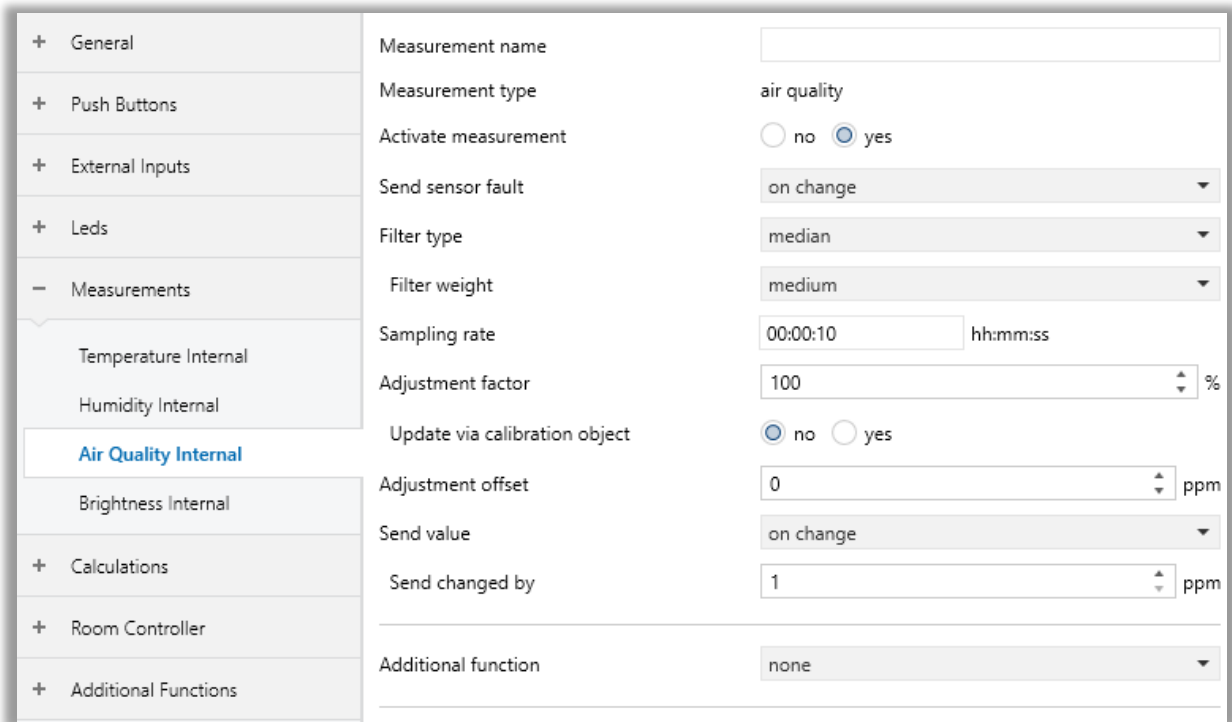 General
Push Buttons
External Inputs
Leds
Measurements
Temperature Internal
Humidity Internal
Air Quality Internal
Brightness Internal
Calculations
Room Controller
Additional Functions
Measurement name
Measurement type air quality
Activate measurement no yes
Send sensor fault on change
Filter type median
Filter weight medium
Sampling rate 00:00:10 hh:mm:ss
Adjustment factor 100 %
Update via calibration object no yes
Adjustment offset 0 ppm
Send value on change
Send changed by 1 ppm
Additional function none